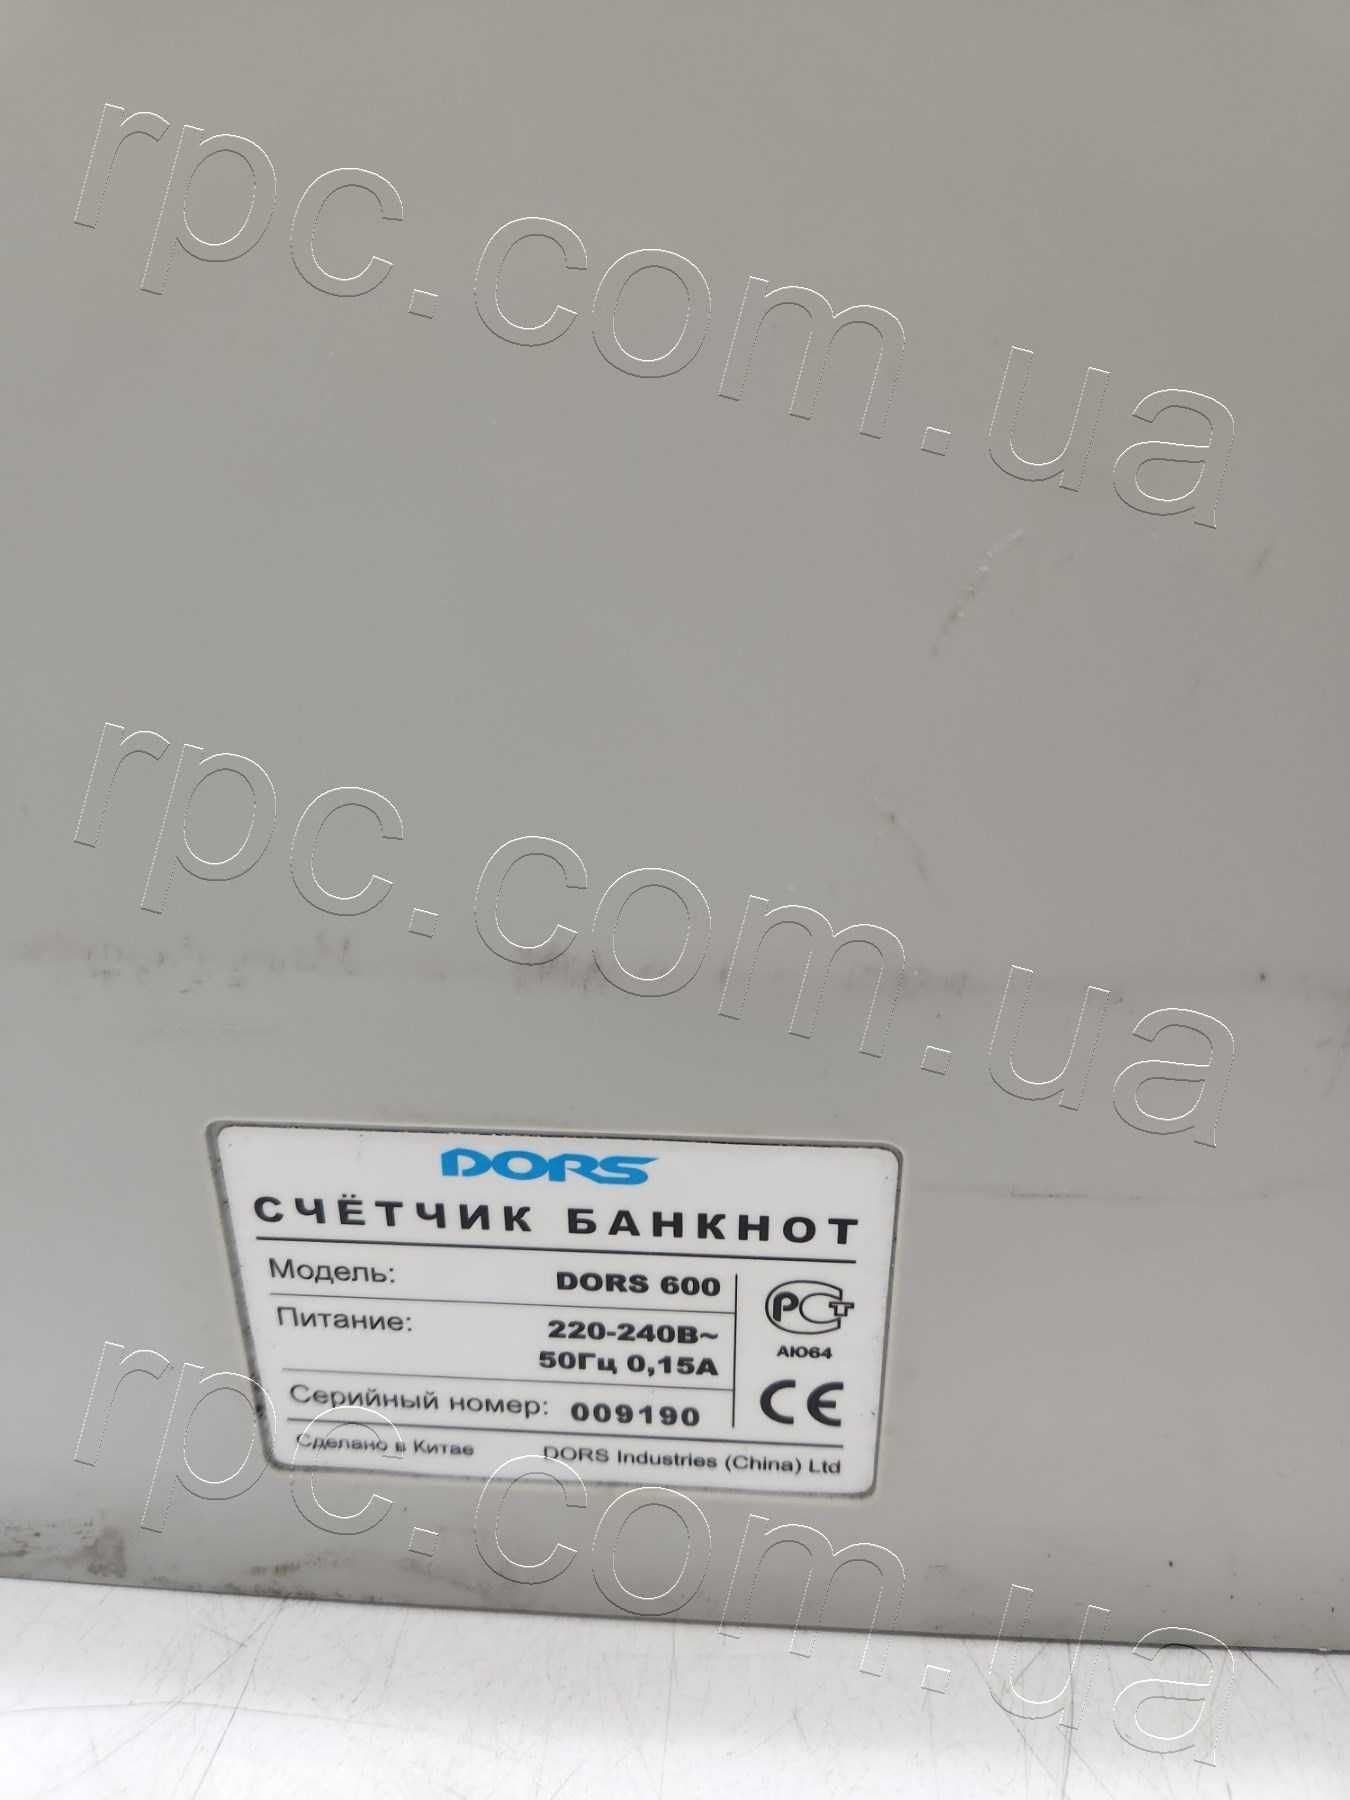 rpc.com.ua
rpc.com.ua
DORS
СЧЁТЧИК БАНКНОТ
Модель: DORS 600
Питание: 220-240В~
50Гц 0,15А
РСТ
АЮ64
CE
Серийный номер: 009190
Сделано в Китае DORS Industries (China) Ltd
rpc.com.ua